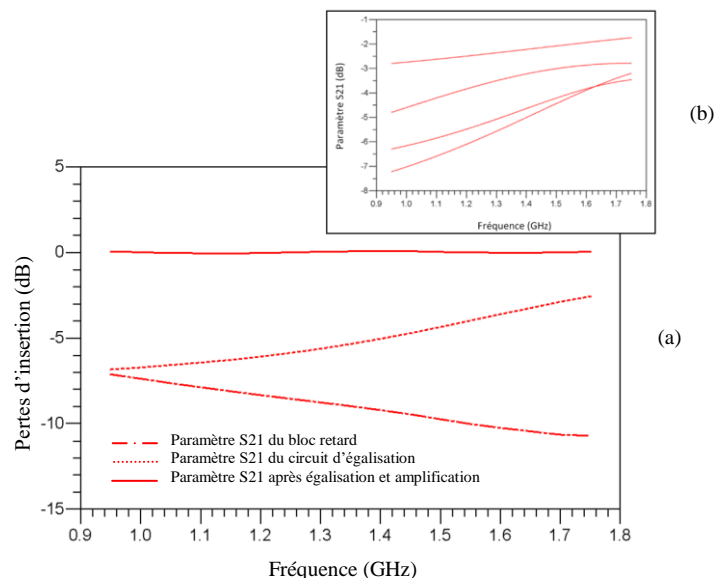 -1
-2
-3
-4
-5
-6
-7
-8
Paramètre S21 (dB)
0.9 1.0 1.1 1.2 1.3 1.4 1.5 1.6 1.7 1.8
Fréquence (GHz)
(b)
5
0
-5
-10
-15
Pertes d'insertion (dB)
(a)
Paramètre S21 du bloc retard
Paramètre S21 du circuit d'égalisation
Paramètre S21 après égalisation et amplification
0.9 1.0 1.1 1.2 1.3 1.4 1.5 1.6 1.7 1.8
Fréquence (GHz)